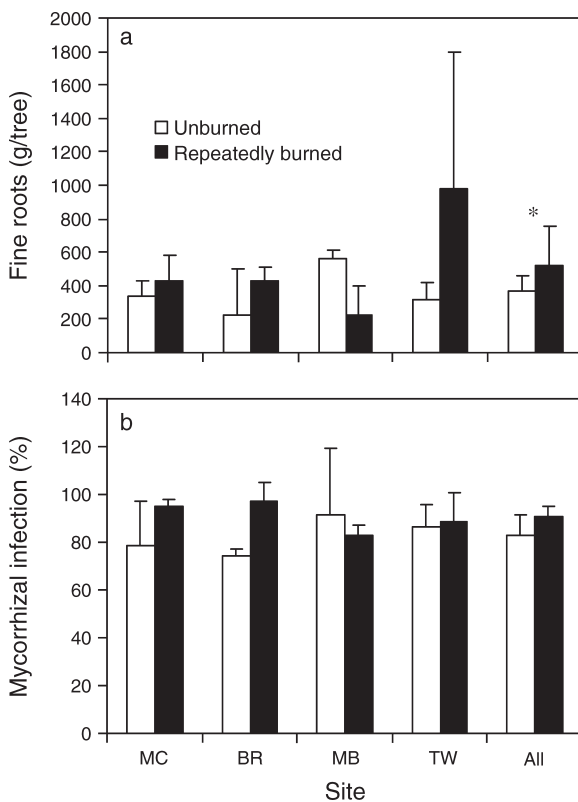 2000
1800
1600
1400
1200
1000
800
600
400
200
0
Fine roots (g/tree)
a
Unburned
Repeatedly burned
*
140
120
100
80
60
40
20
0
Mycorrhizal infection (%)
b
MC BR MB TW All
Site